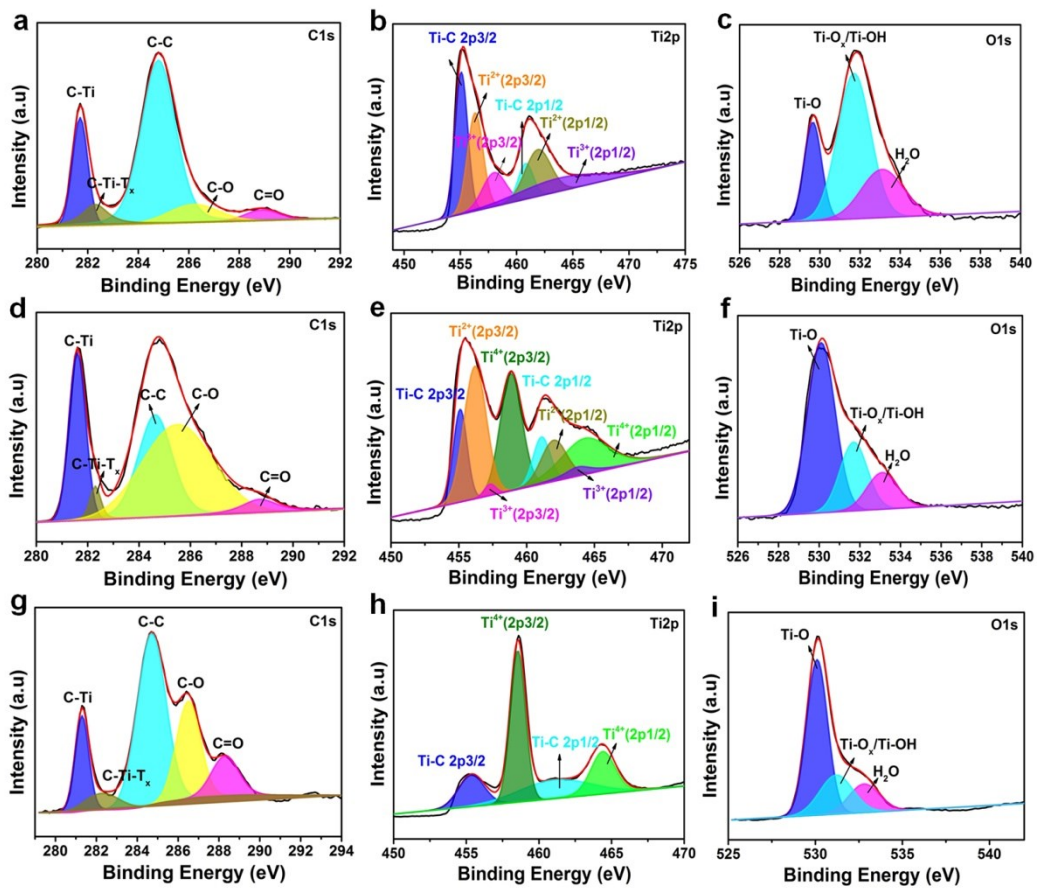 a
C1s
C-C
C-Ti
C-Ti-Tₓ
C-O
C=O
Intensity (a.u)
280 282 284 286 288 290 292
Binding Energy (eV)
b
Ti2p
Ti-C 2p3/2
Ti²⁺(2p3/2)
Ti-C 2p1/2
Ti²⁺(2p1/2)
(2p3/2)
Ti³⁺(2p1/2)
Intensity (a.u)
450 455 460 465 470 475
Binding Energy (eV)
c
O1s
Ti-Oₓ/Ti-OH
Ti-O
H₂O
Intensity (a.u)
526 528 530 532 534 536 538 540
Binding Energy (eV)
d
C1s
C-Ti
C-C
C-O
C-Ti-Tₓ
C=O
Intensity (a.u)
280 282 284 286 288 290 292
Binding Energy (eV)
e
Ti2p
Ti²⁺(2p3/2)
Ti⁴⁺(2p3/2)
Ti-C 2p3/2
Ti-C 2p1/2
Ti²⁺(2p1/2)
Ti⁴⁺(2p1/2)
Ti³⁺(2p1/2)
Ti³⁺(2p3/2)
Intensity (a.u)
450 455 460 465 470
Binding Energy (eV)
f
O1s
Ti-O
Ti-Oₓ/Ti-OH
H₂O
Intensity (a.u)
526 528 530 532 534 536 538 540
Binding Energy (eV)
g
C1s
C-C
C-Ti
C-O
C=O
C-Ti-Tₓ
Intensity (a.u)
280 282 284 286 288 290 292 294
Binding Energy (eV)
h
Ti2p
Ti⁴⁺(2p3/2)
Ti-C 2p3/2
Ti-C 2p1/2
Ti⁴⁺(2p1/2)
Intensity (a.u)
450 455 460 465 470
Binding Energy (eV)
i
O1s
Ti-O
Ti-Oₓ/Ti-OH
H₂O
Intensity (a.u)
525 530 535 540
Binding Energy (eV)